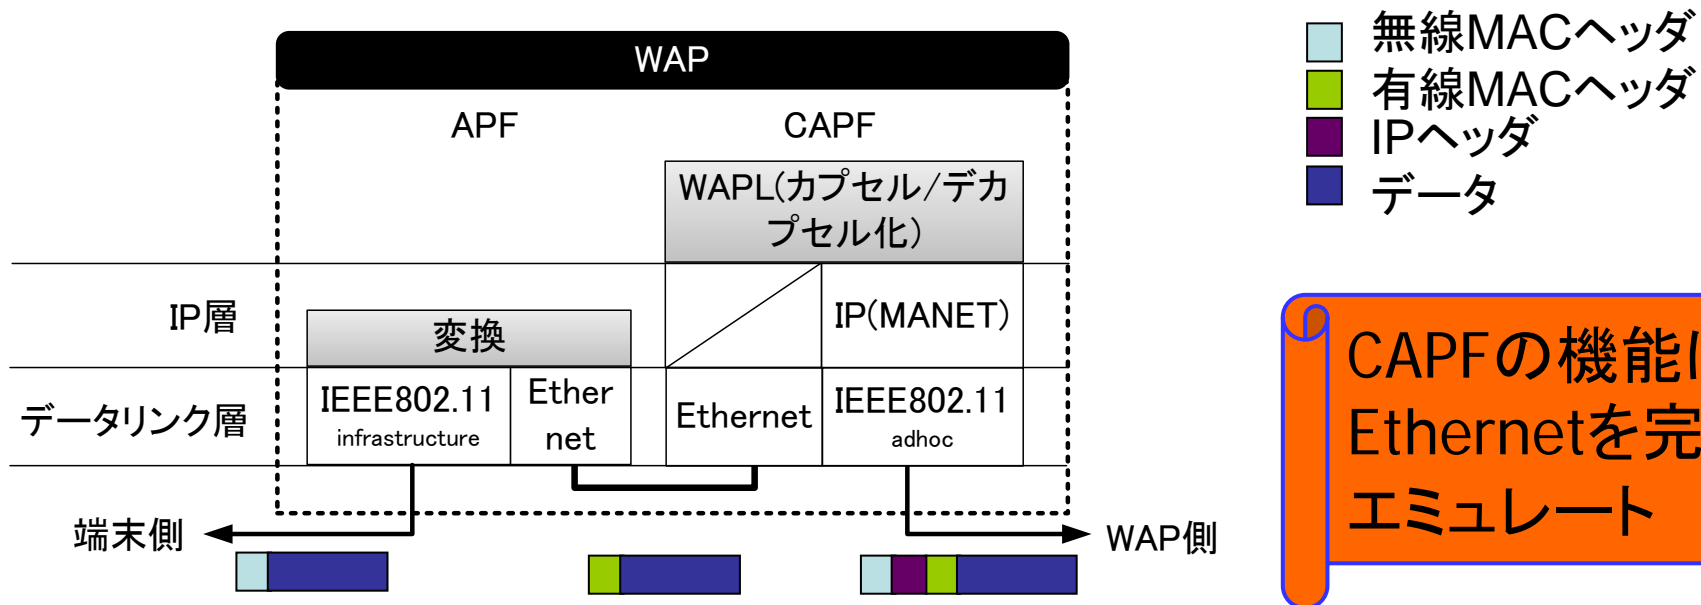 WAP
APF
CAPF
WAPL(カプセル/デカ
プセル化)
IP層
変換
IP(MANET)
データリンク層
IEEE802.11
infrastructure
Ether
net
Ethernet
IEEE802.11
adhoc
端末側
WAP側
無線MACヘッダ
有線MACヘッダ
IPヘッダ
データ
CAPFの機能
Ethernetを完
エミュレート